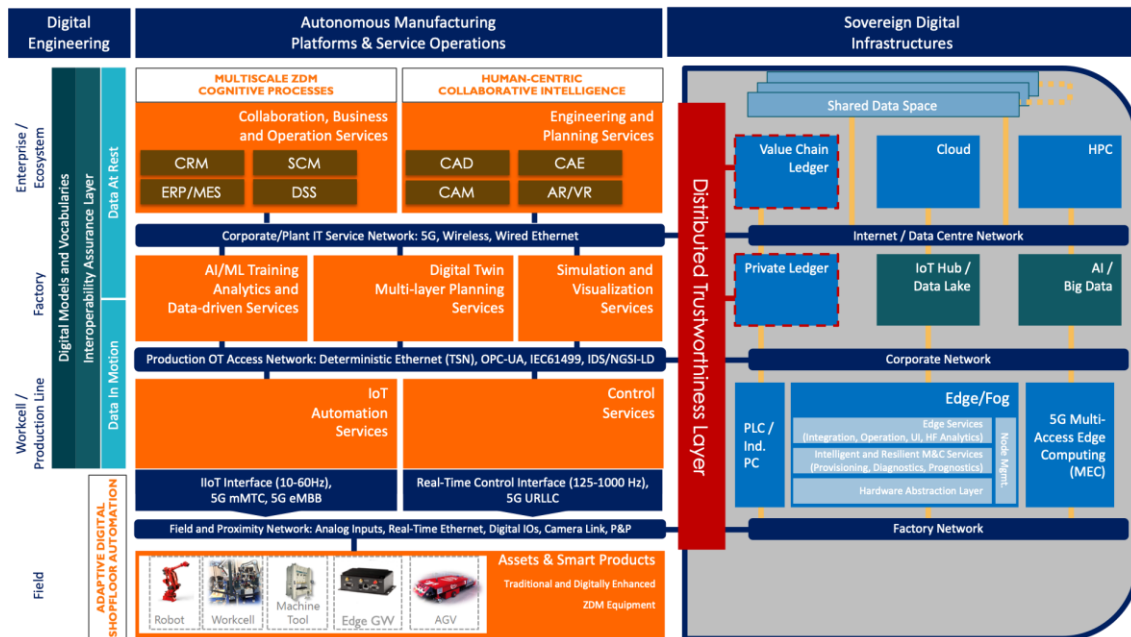 Digital
Engineering
Autonomous Manufacturing
Platforms & Service Operations
Sovereign Digital
Infrastructures
Enterprise /
Ecosystem
Factory
Workcell /
Production Line
Field
Digital Models and Vocabularies
Interoperability Assurance Layer
Data At Rest
Data In Motion
ADAPTIVE DIGITAL
SHOPFLOOR AUTOMATION
MULTISCALE ZDM
COGNITIVE PROCESSES
HUMAN-CENTRIC
COLLABORATIVE INTELLIGENCE
Collaboration, Business
and Operation Services
CRM
SCM
ERP/MES
DSS
Engineering and
Planning Services
CAD
CAE
CAM
AR/VR
Corporate/Plant IT Service Network: 5G, Wireless, Wired Ethernet
AI/ML Training
Analytics and
Data-driven Services
Digital Twin
Multi-layer Planning
Services
Simulation and
Visualization
Services
Production OT Access Network: Deterministic Ethernet (TSN), OPC-UA, IEC61499, IDS/NGSI-LD
IoT
Automation
Services
Control
Services
IIoT Interface (10-60Hz),
5G mMTC, 5G eMBB
Real-Time Control Interface (125-1000 Hz),
5G URLLC
Field and Proximity Network: Analog Inputs, Real-Time Ethernet, Digital IOs, Camera Link, P&P
Assets & Smart Products
Traditional and Digitally Enhanced
ZDM Equipment
Robot
Workcell
Machine
Tool
Edge GW
AGV
Distributed Trustworthiness Layer
Shared Data Space
Value Chain
Ledger
Cloud
HPC
Internet / Data Centre Network
Private Ledger
IoT Hub /
Data Lake
AI /
Big Data
Corporate Network
PLC /
Ind.
PC
Edge/Fog
Edge Services
(Integration, Operation, UI, HF Analytics)
Intelligent and Resilient M&C Services
(Provisioning, Diagnostics, Prognostics)
Hardware Abstraction Layer
Node Mgmt.
5G Multi-
Access Edge
Computing
(MEC)
Factory Network